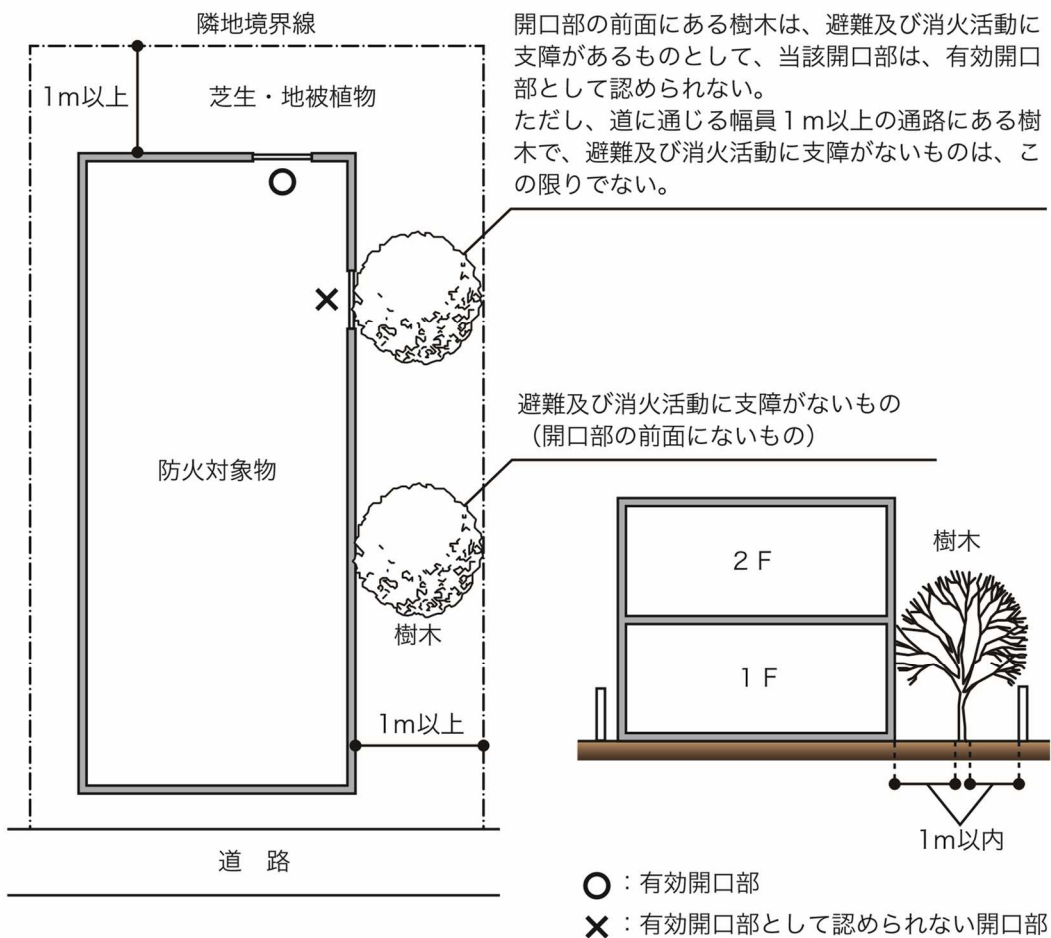 隣地境界線
1m以上
芝生・地被植物
開口部の前面にある樹木は、避難及び消火活動に
支障があるものとして、当該開口部は、有効開口
部として認められない。
ただし、道に通じる幅員1m以上の通路にある樹
木で、避難及び消火活動に支障がないものは、こ
の限りでない。
避難及び消火活動に支障がないもの
（開口部の前面にないもの）
防火対象物
樹木
1m以上
道 路
樹木
2F
1F
1m以内
○：有効開口部
×：有効開口部として認められない開口部